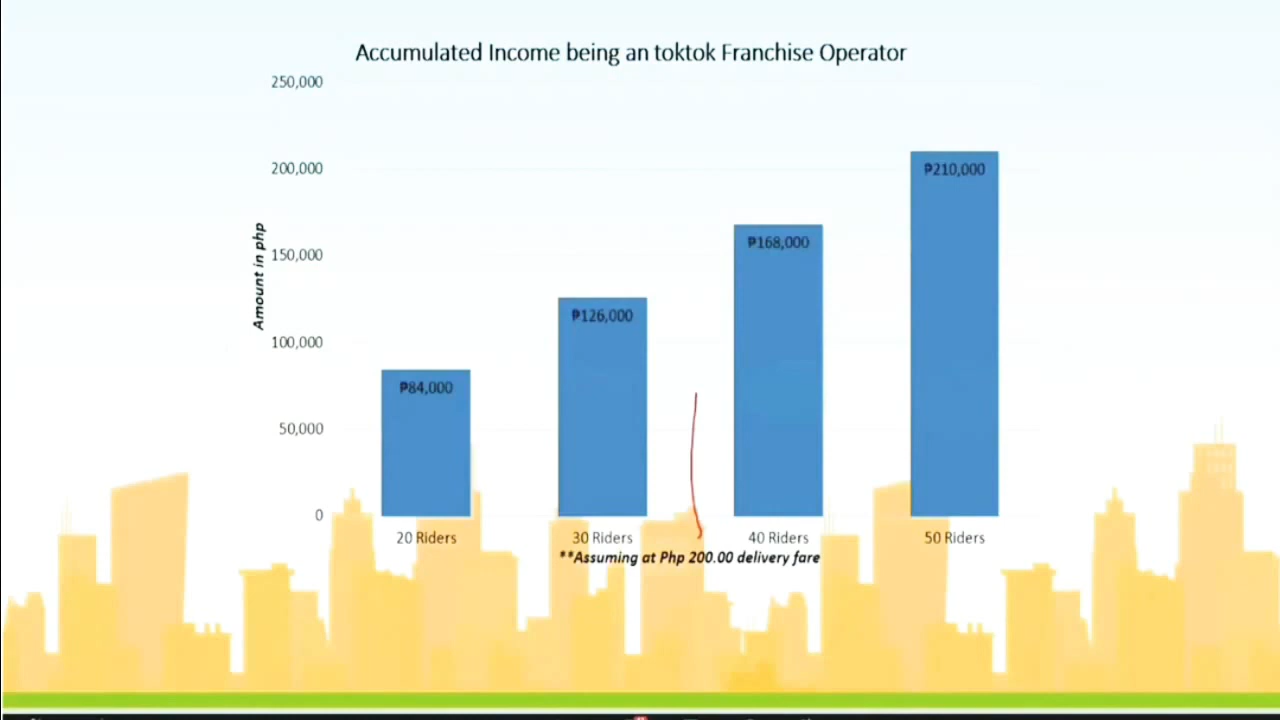 Accumulated Income being an toktok Franchise Operator
250,000
200,000
150,000
100,000
50,000
0
Amount in php
₱84,000
₱126,000
₱168,000
₱210,000
20 Riders
30 Riders
40 Riders
50 Riders
**Assuming at Php 200.00 delivery fare